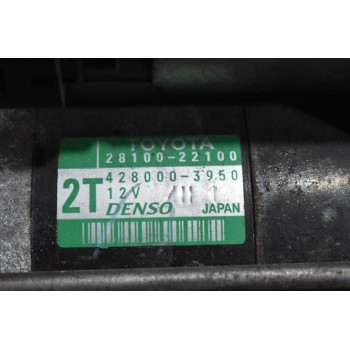 TOYOTA
28100-22100
2T
428000-3950
12V
DENSO JAPAN